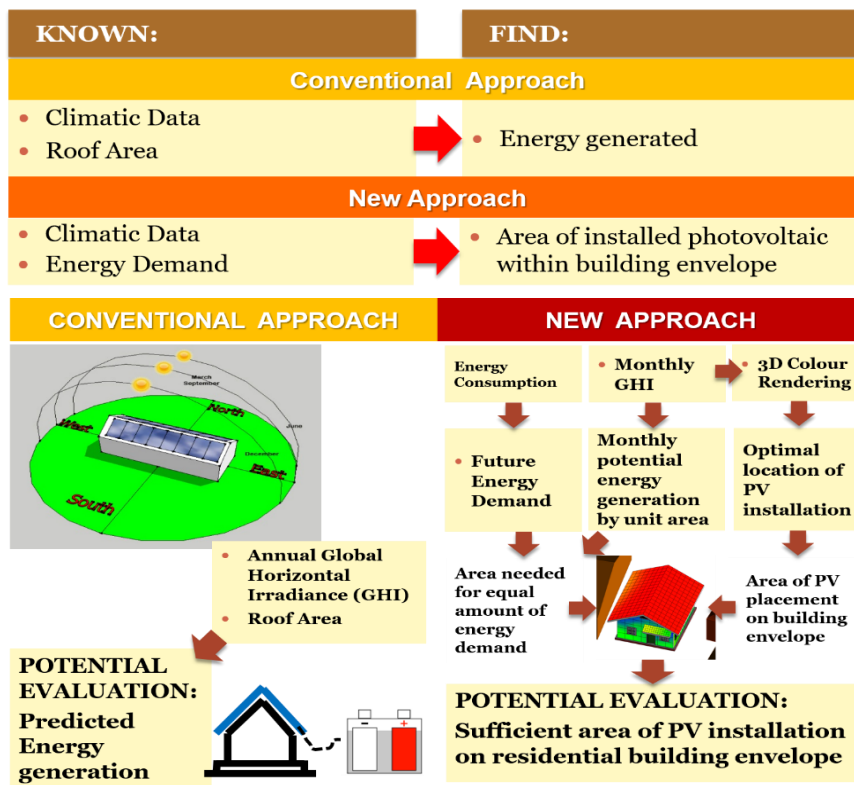 KNOWN:
FIND:
Conventional Approach
• Climatic Data
• Roof Area
• Energy generated
New Approach
• Climatic Data
• Energy Demand
• Area of installed photovoltaic
within building envelope
CONVENTIONAL APPROACH
March
September
North
June
West
December
East
South
• Annual Global
Horizontal
Irradiance (GHI)
• Roof Area
POTENTIAL
EVALUATION:
Predicted
Energy
generation
- +
NEW APPROACH
Energy
Consumption
• Monthly
GHI
• 3D Colour
Rendering
• Future
Energy
Demand
Monthly
potential
energy
generation
by unit area
Optimal
location of
PV
installation
Area needed
for equal
amount of
energy
demand
Area of PV
placement
on building
envelope
POTENTIAL EVALUATION:
Sufficient area of PV installation
on residential building envelope